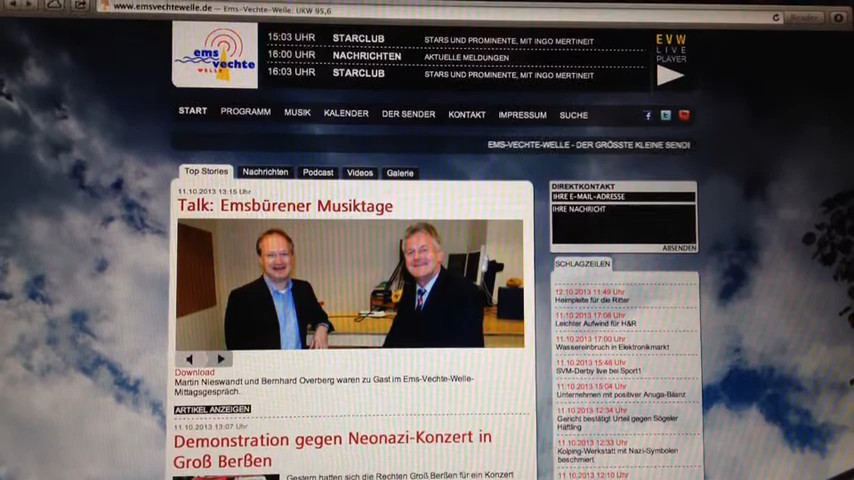 www.emsvechtewelle.de — Ems-Vechte-Welle: UKW 95,6
Reader
ems
vechte
WELLE
15:03 UHR STARCLUB STARS UND PROMINENTE, MIT INGO MERTINEIT
16:00 UHR NACHRICHTEN AKTUELLE MELDUNGEN
16:03 UHR STARCLUB STARS UND PROMINENTE, MIT INGO MERTINEIT
EVW
LIVE
PLAYER
START PROGRAMM MUSIK KALENDER DER SENDER KONTAKT IMPRESSUM SUCHE
EMS-VECHTE-WELLE - DER GRÖSSTE KLEINE SENDI
Top Stories Nachrichten Podcast Videos Galerie
11.10.2013 13:15 Uhr
Talk: Emsbürener Musiktage
Download
Martin Nieswandt und Bernhard Overberg waren zu Gast im Ems-Vechte-Welle-
Mittagsgespräch.
ARTIKEL ANZEIGEN
11.10.2013 13:07 Uhr
Demonstration gegen Neonazi-Konzert in
Groß Berßen
Gestern hatten sich die Rechten Groß Berßen für ein Konzert
DIREKTKONTAKT
IHRE E-MAIL-ADRESSE
IHRE NACHRICHT
ABSENDEN
SCHLAGZEILEN
12.10.2013 11:49 Uhr
Heimpleite für die Ritter
11.10.2013 17:06 Uhr
Leichter Aufwind für H&R
11.10.2013 17:00 Uhr
Wassereinbruch in Elektronikmarkt
11.10.2013 15:48 Uhr
SVM-Derby live bei Sport1
11.10.2013 15:04 Uhr
Unternehmen mit positiver Anuga-Bilanz
11.10.2013 12:34 Uhr
Gericht bestätigt Urteil gegen Sögeler
Häftling
11.10.2013 12:33 Uhr
Kolping-Werkstatt mit Nazi-Symbolen
beschmiert
11.10.2013 12:10 Uhr